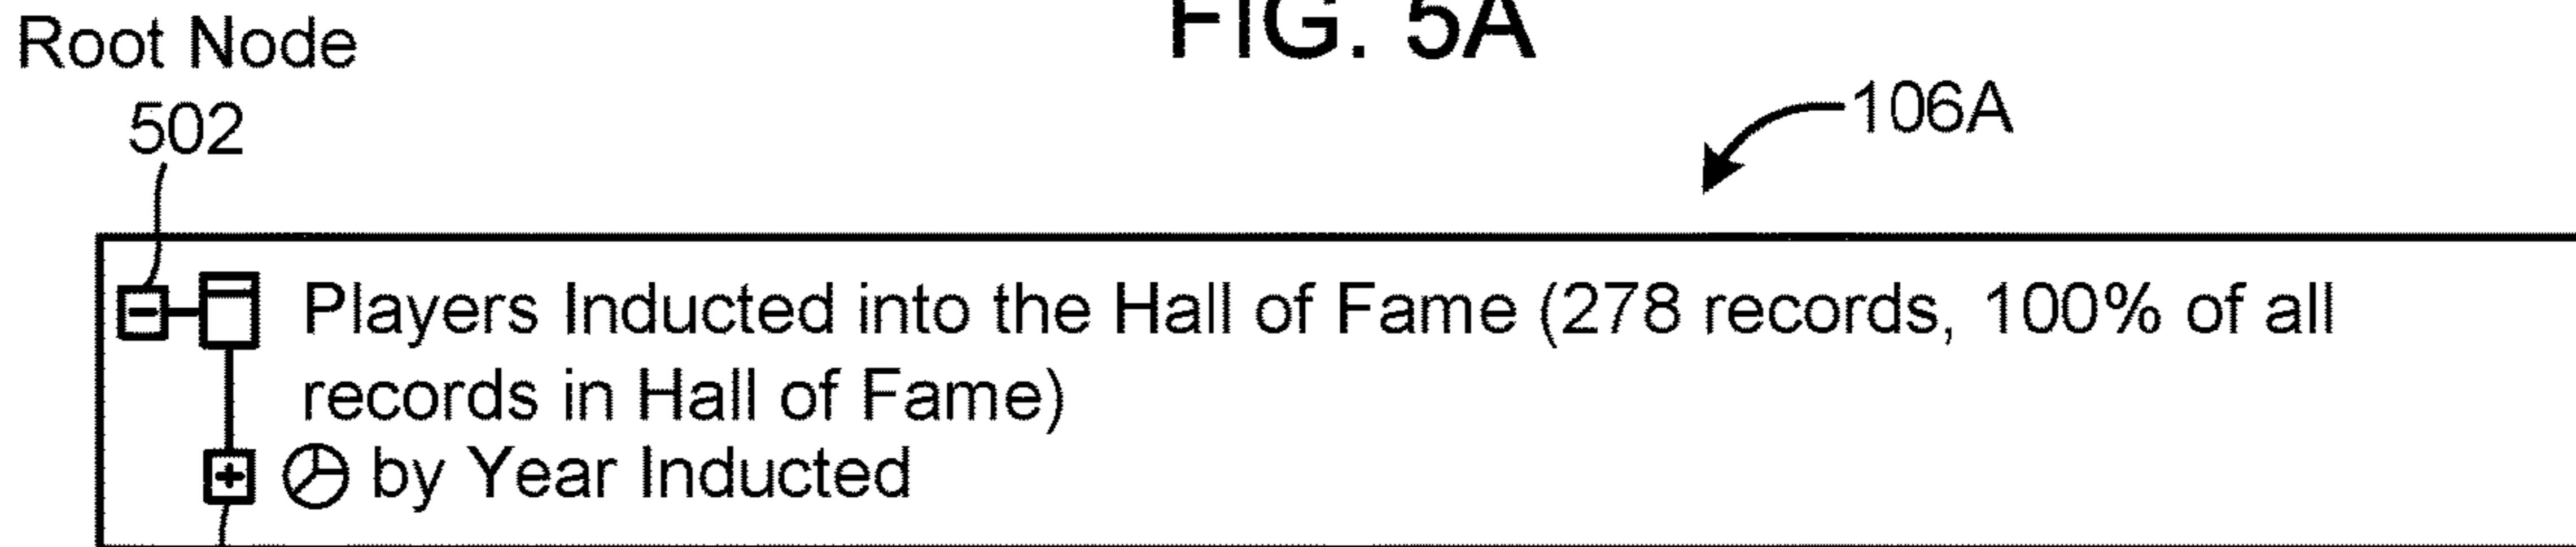 FIG. 5A
Root Node
502
106A
Players Inducted into the Hall of Fame (278 records, 100% of all
records in Hall of Fame)
by Year Inducted